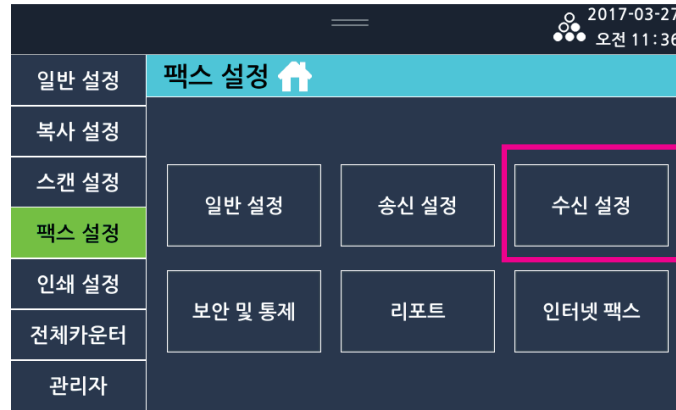 2017-03-27
오전 11:36
일반 설정
복사 설정
스캔 설정
팩스 설정
인쇄 설정
전체카운터
관리자
팩스 설정
일반 설정
송신 설정
수신 설정
보안 및 통제
리포트
인터넷 팩스